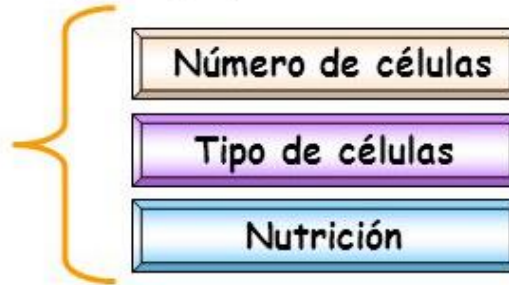 Número de células
Tipo de células
Nutrición